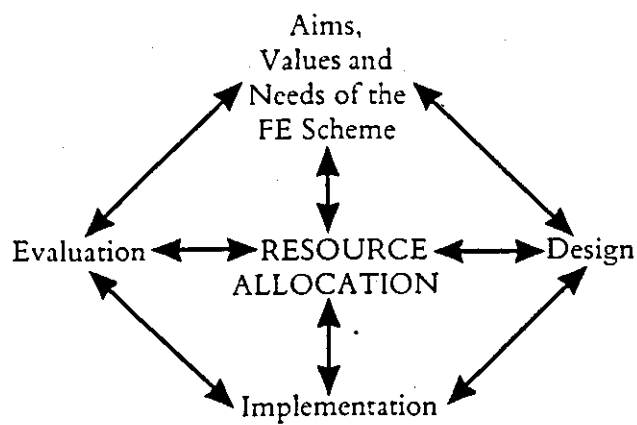 Aims,
Values and
Needs of the
FE Scheme
Evaluation
RESOURCE
ALLOCATION
Design
Implementation